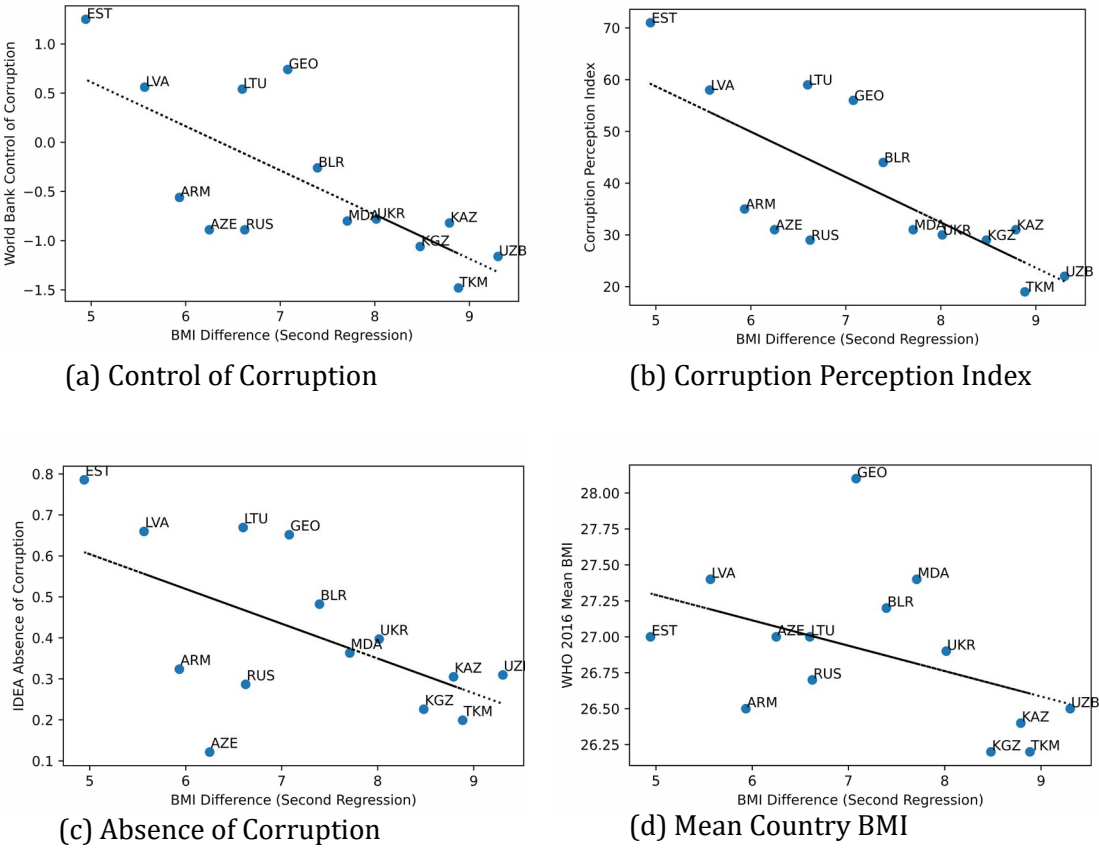 EST
LVA
LTU
GEO
BLR
ARM
AZE
RUS
MDA
UKR
KAZ
KGZ
UZB
TKM
1.0
0.5
0.0
−0.5
−1.0
−1.5
World Bank Control of Corruption
5 6 7 8 9
BMI Difference (Second Regression)
(a) Control of Corruption
EST
LVA
LTU
GEO
BLR
ARM
AZE
RUS
MDA
UKR
KGZ
KAZ
UZB
TKM
70
60
50
40
30
20
Corruption Perception Index
5 6 7 8 9
BMI Difference (Second Regression)
(b) Corruption Perception Index
EST
LVA
LTU
GEO
BLR
UKR
MDA
ARM
RUS
KAZ
UZ
KGZ
TKM
AZE
0.8
0.7
0.6
0.5
0.4
0.3
0.2
0.1
IDEA Absence of Corruption
5 6 7 8 9
BMI Difference (Second Regression)
(c) Absence of Corruption
GEO
LVA
MDA
BLR
EST
AZE
LTU
UKR
RUS
ARM
UZB
KAZ
KGZ
TKM
28.00
27.75
27.50
27.25
27.00
26.75
26.50
26.25
WHO 2016 Mean BMI
5 6 7 8 9
BMI Difference (Second Regression)
(d) Mean Country BMI